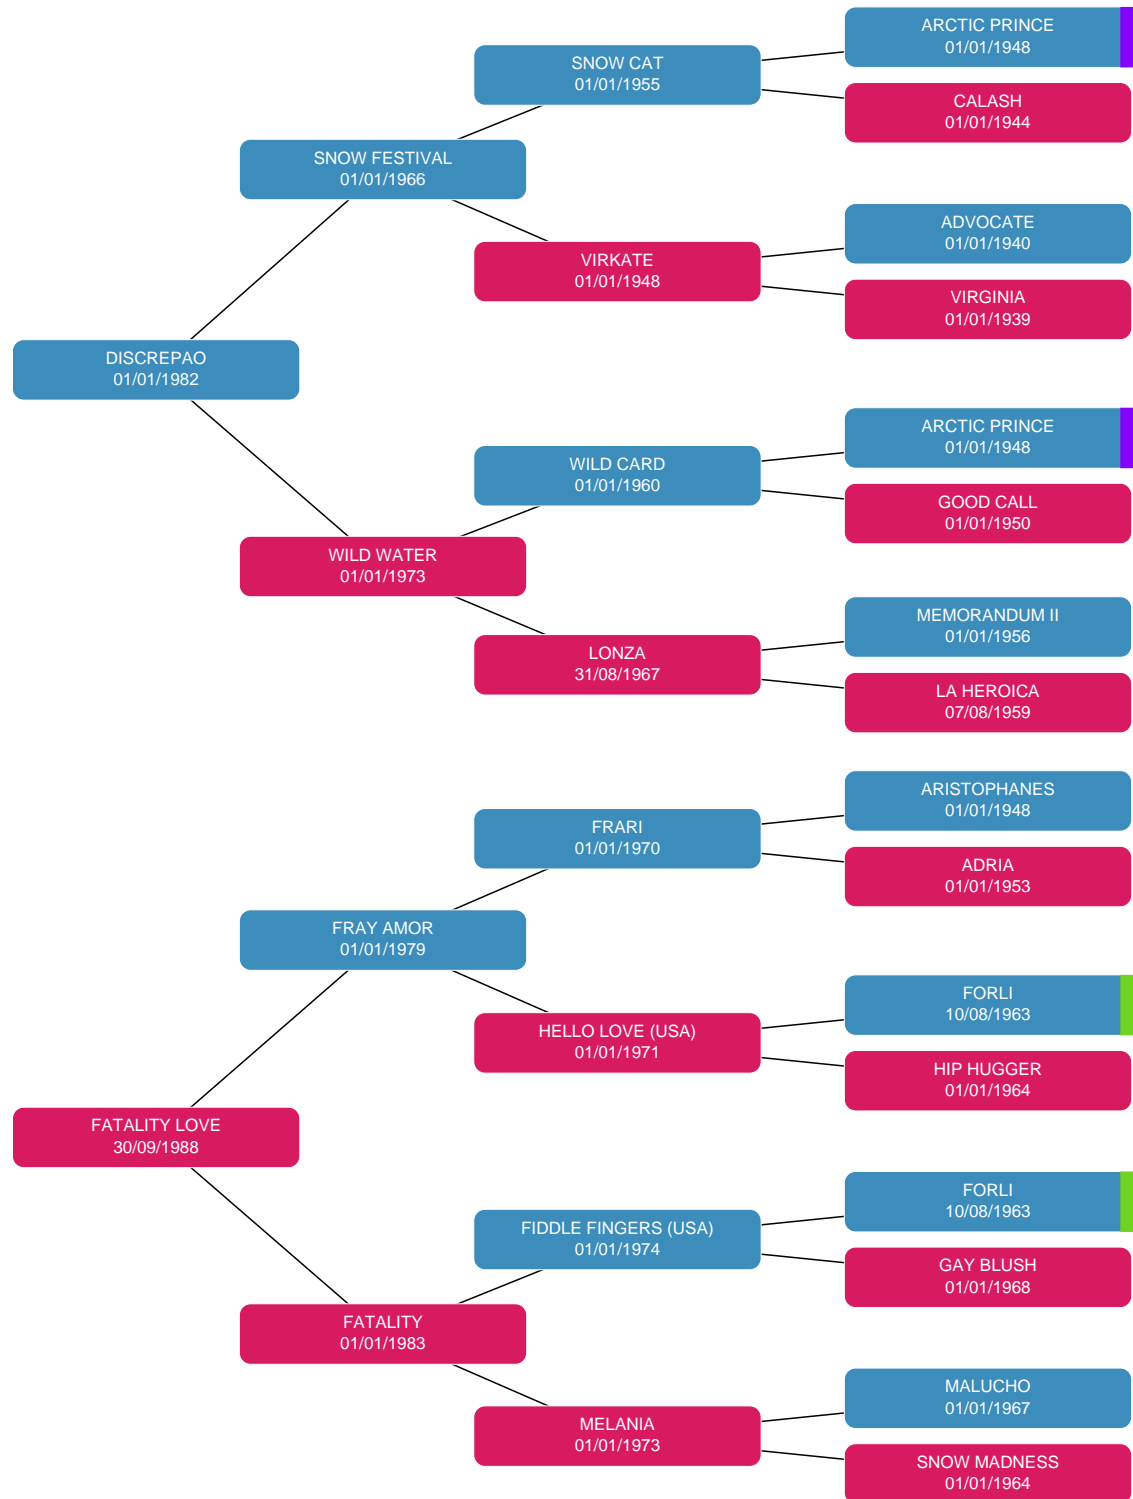 ARCTIC PRINCE
01/01/1948
SNOW CAT
01/01/1955
CALASH
01/01/1944
SNOW FESTIVAL
01/01/1966
ADVOCATE
01/01/1940
VIRKATE
01/01/1948
VIRGINIA
01/01/1939
DISCREPAO
01/01/1982
ARCTIC PRINCE
01/01/1948
WILD CARD
01/01/1960
GOOD CALL
01/01/1950
WILD WATER
01/01/1973
MEMORANDUM II
01/01/1956
LONZA
31/08/1967
LA HEROICA
07/08/1959
ARISTOPHANES
01/01/1948
FRARI
01/01/1970
ADRIA
01/01/1953
FRAY AMOR
01/01/1979
FORLI
10/08/1963
HELLO LOVE (USA)
01/01/1971
HIP HUGGER
01/01/1964
FATALITY LOVE
30/09/1988
FORLI
10/08/1963
FIDDLE FINGERS (USA)
01/01/1974
GAY BLUSH
01/01/1968
FATALITY
01/01/1983
MALUCHO
01/01/1967
MELANIA
01/01/1973
SNOW MADNESS
01/01/1964